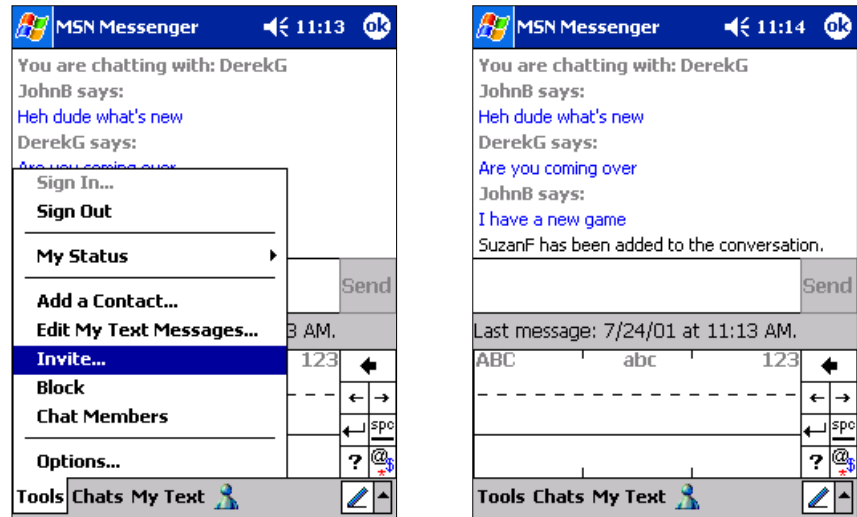 MSN Messenger 11:13 ok
You are chatting with: DerekG
JohnB says:
Heh dude what's new
DerekG says:
Are you coming over
Sign In...
Sign Out
My Status
Add a Contact...
Edit My Text Messages...
Invite...
Block
Chat Members
Options...
Send
3 AM.
123
spc
? @$*
Tools Chats My Text
MSN Messenger 11:14 ok
You are chatting with: DerekG
JohnB says:
Heh dude what's new
DerekG says:
Are you coming over
JohnB says:
I have a new game
SuzanF has been added to the conversation.
Send
Last message: 7/24/01 at 11:13 AM.
ABC abc 123
spc
? @$*
Tools Chats My Text